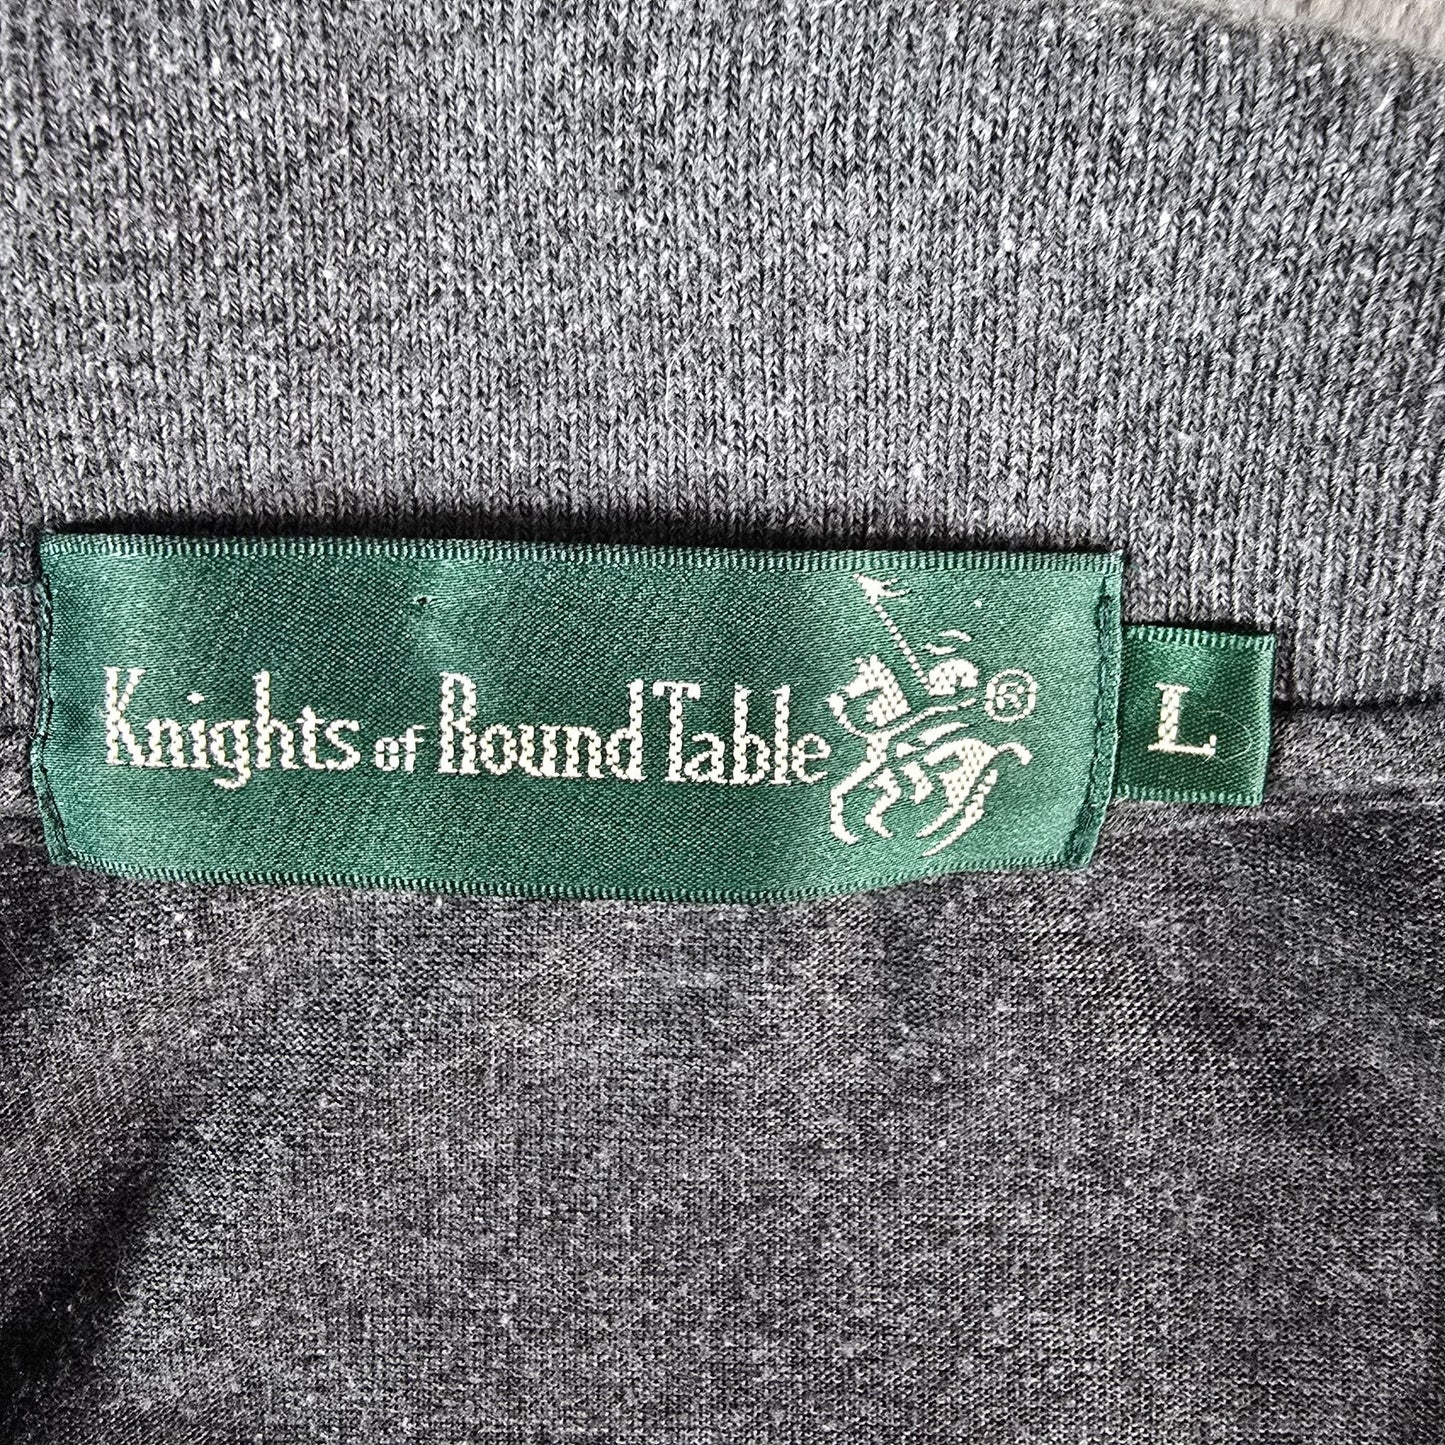 Knights of Round Table ®
L